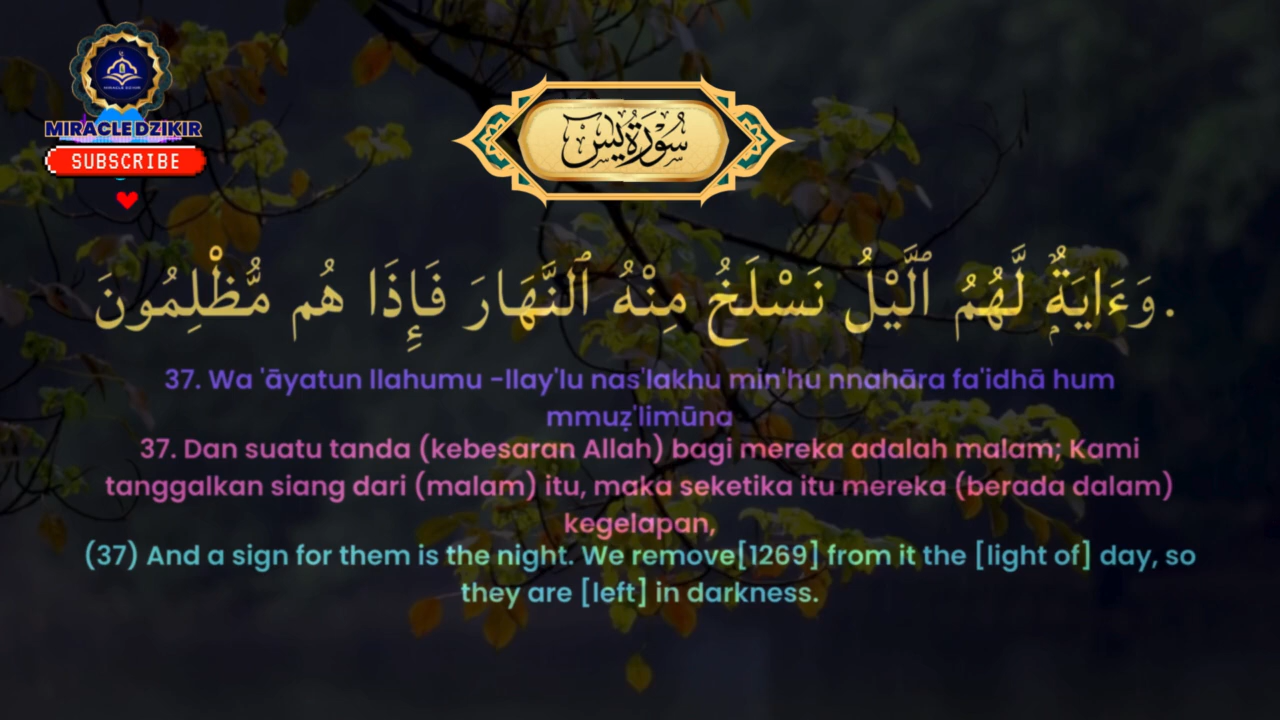 MIRACLE DZIKIR
SUBSCRIBE
سُورَةُ يٰسٓ
وَءَايَةٌۭ لَّهُمُ ٱلَّيْلُ نَسْلَخُ مِنْهُ ٱلنَّهَارَ فَإِذَا هُم مُّظْلِمُونَ.
37. Wa 'āyatun llahumu -llay'lu nas'lakhu min'hu nnahāra fa'idhā hum
mmuẓ'limūna
37. Dan suatu tanda (kebesaran Allah) bagi mereka adalah malam; Kami
tanggalkan siang dari (malam) itu, maka seketika itu mereka (berada dalam)
kegelapan,
(37) And a sign for them is the night. We remove[1269] from it the [light of] day, so
they are [left] in darkness.